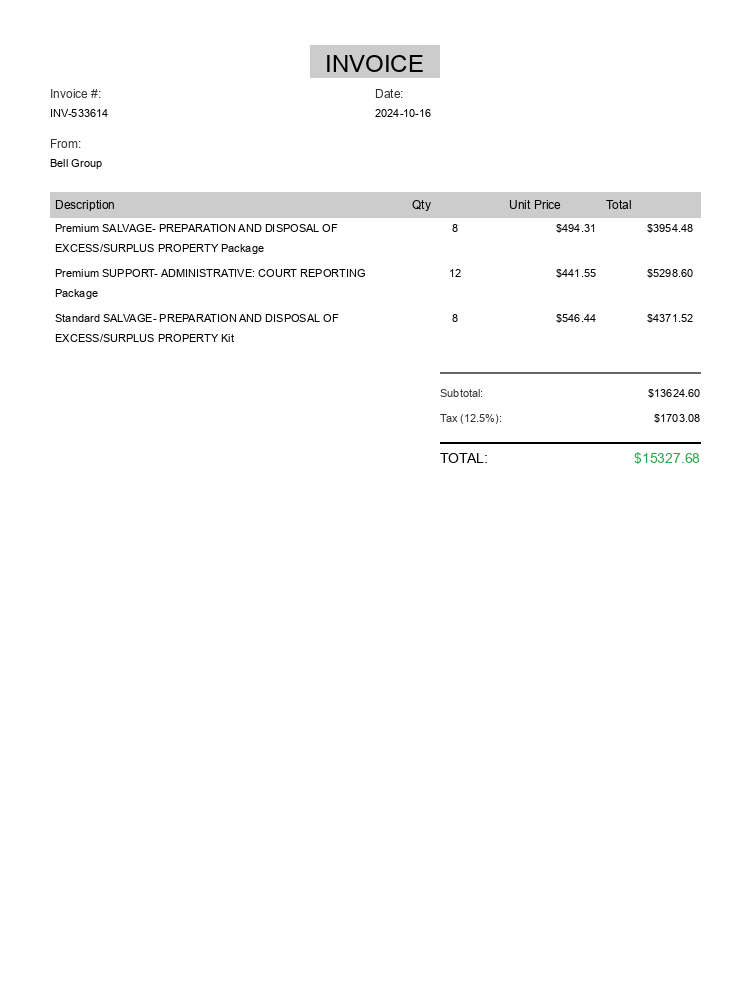 INVOICE
Invoice #: Date:
INV-533614 2024-10-16
From:
Bell Group
Description Qty Unit Price Total
Premium SALVAGE- PREPARATION AND DISPOSAL OF 8 $494.31 $3954.48
EXCESS/SURPLUS PROPERTY Package
Premium SUPPORT- ADMINISTRATIVE: COURT REPORTING 12 $441.55 $5298.60
Package
Standard SALVAGE- PREPARATION AND DISPOSAL OF 8 $546.44 $4371.52
EXCESS/SURPLUS PROPERTY Kit
Subtotal: $13624.60
Tax (12.5%): $1703.08
TOTAL: $15327.68